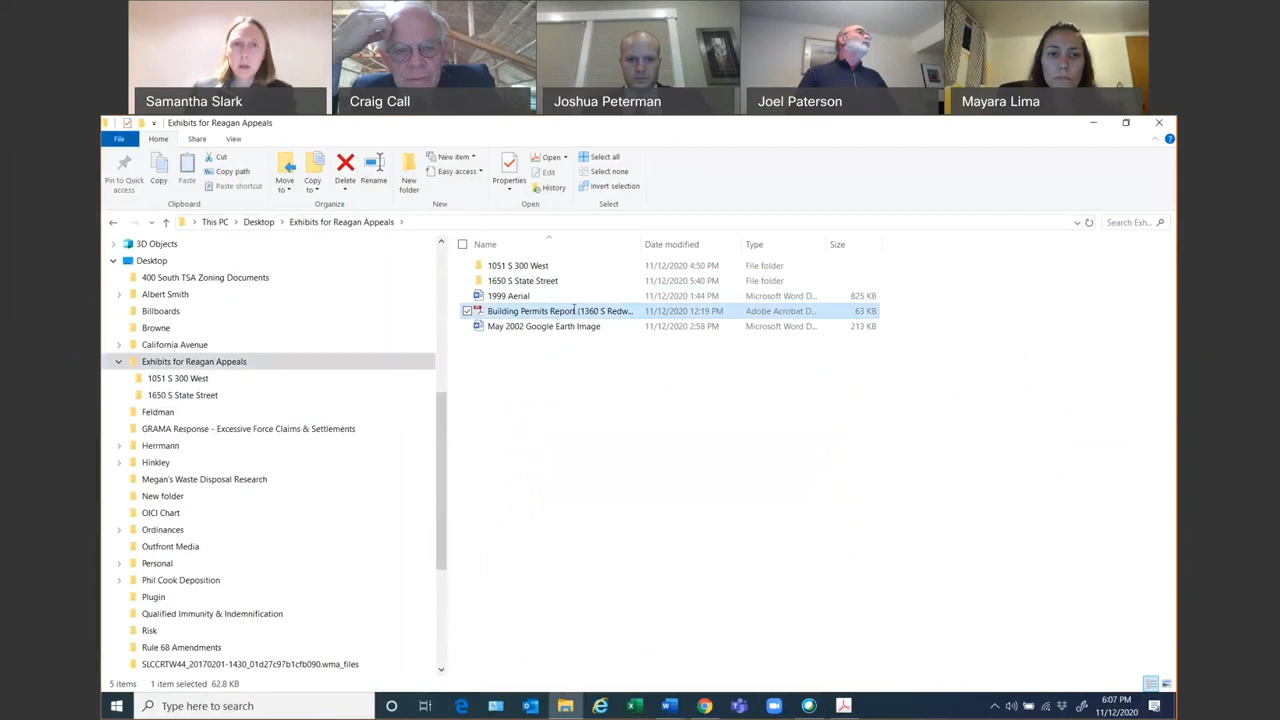 Samantha Slark
Craig Call
Joshua Peterman
Joel Paterson
Mayara Lima
Exhibits for Reagan Appeals
File
Home
Share
View
Pin to Quick access
Copy
Paste
Cut
Copy path
Paste shortcut
Clipboard
Move to
Copy to
Delete
Rename
Organize
New folder
New item
Easy access
New
Properties
Open
Edit
History
Open
Select all
Select none
Invert selection
Select
This PC > Desktop > Exhibits for Reagan Appeals >
Search Exh...
Name
Date modified
Type
Size
3D Objects
Desktop
400 South TSA Zoning Documents
Albert Smith
Billboards
Browne
California Avenue
Exhibits for Reagan Appeals
1051 S 300 West
1650 S State Street
Feldman
GRAMA Response - Excessive Force Claims & Settlements
Herrmann
Hinkley
Megan's Waste Disposal Research
New folder
OICI Chart
Ordinances
Outfront Media
Personal
Phil Cook Deposition
Plugin
Qualified Immunity & Indemnification
Risk
Rule 68 Amendments
SLCCRTW44_20170201-1430_01d27c97b1cfb090.wma_files
1051 S 300 West 11/12/2020 4:50 PM File folder
1650 S State Street 11/12/2020 5:40 PM File folder
1999 Aerial 11/12/2020 1:44 PM Microsoft Word D... 825 KB
Building Permits Report (1360 S Redw... 11/12/2020 12:19 PM Adobe Acrobat D... 63 KB
May 2002 Google Earth Image 11/12/2020 2:58 PM Microsoft Word D... 213 KB
5 items 1 item selected 62.8 KB
Type here to search
6:07 PM
11/12/2020